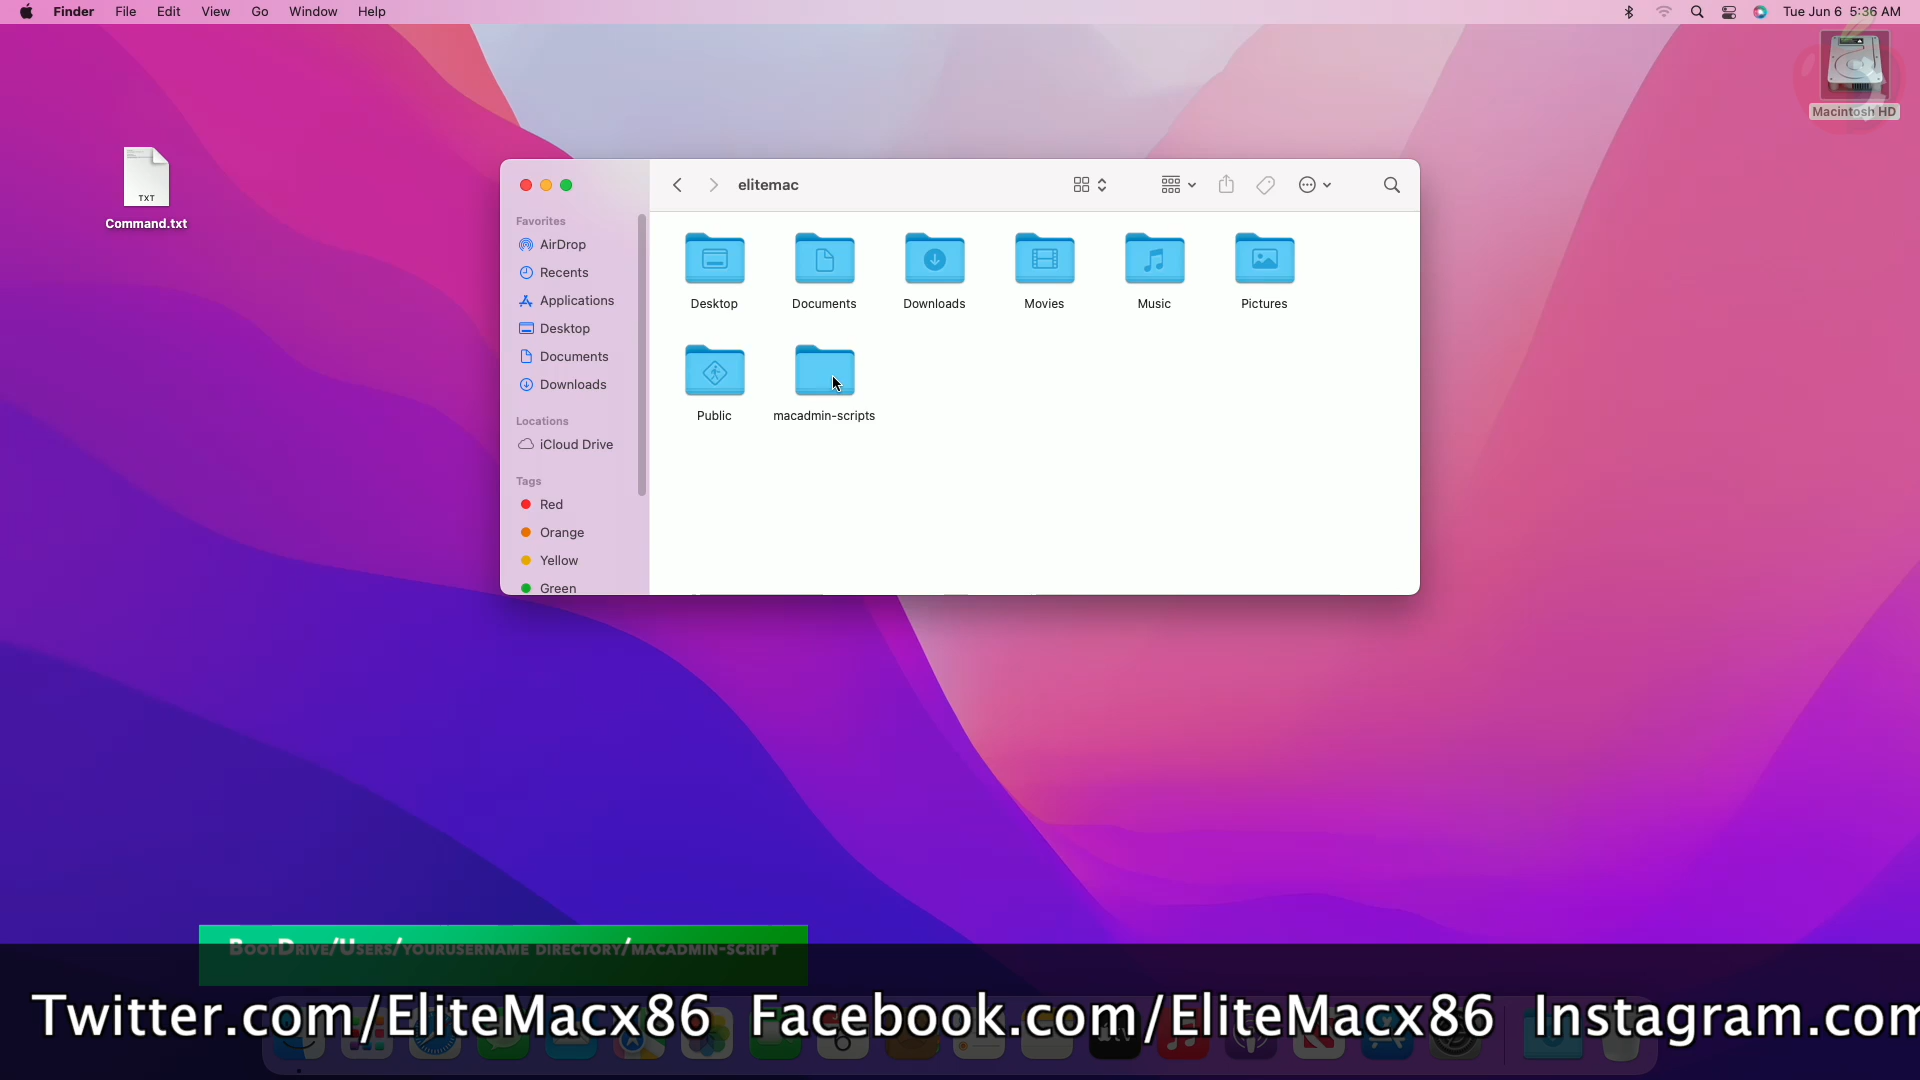 Finder File Edit View Go Window Help Tue Jun 6 5:36 AM
Macintosh HD
TXT
Command.txt
elitemac
Favorites
AirDrop
Recents
Applications
Desktop
Documents
Downloads
Locations
iCloud Drive
Tags
Red
Orange
Yellow
Green
Desktop Documents Downloads Movies Music Pictures
Public macadmin-scripts
BootDrive/Users/yourusername directory/macadmin-script
Twitter.com/EliteMacx86 Facebook.com/EliteMacx86 Instagram.com